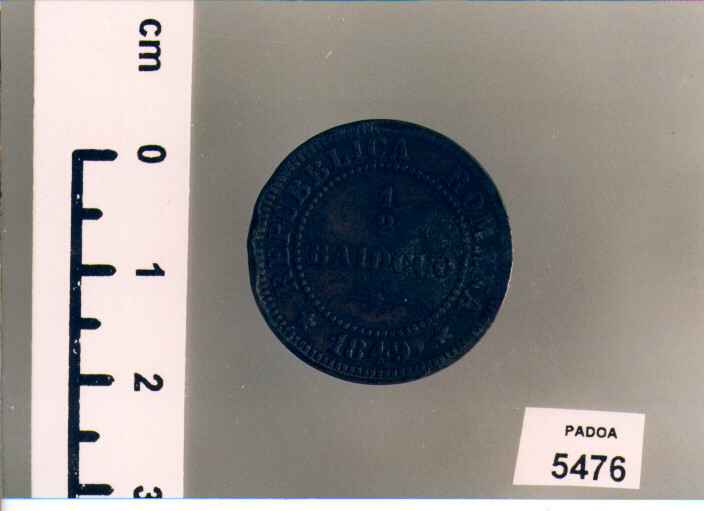 cm
0
1
2
3
REPUBBLICA ROMANA
1
2
BAIOCCO
1849
PADOA
5476